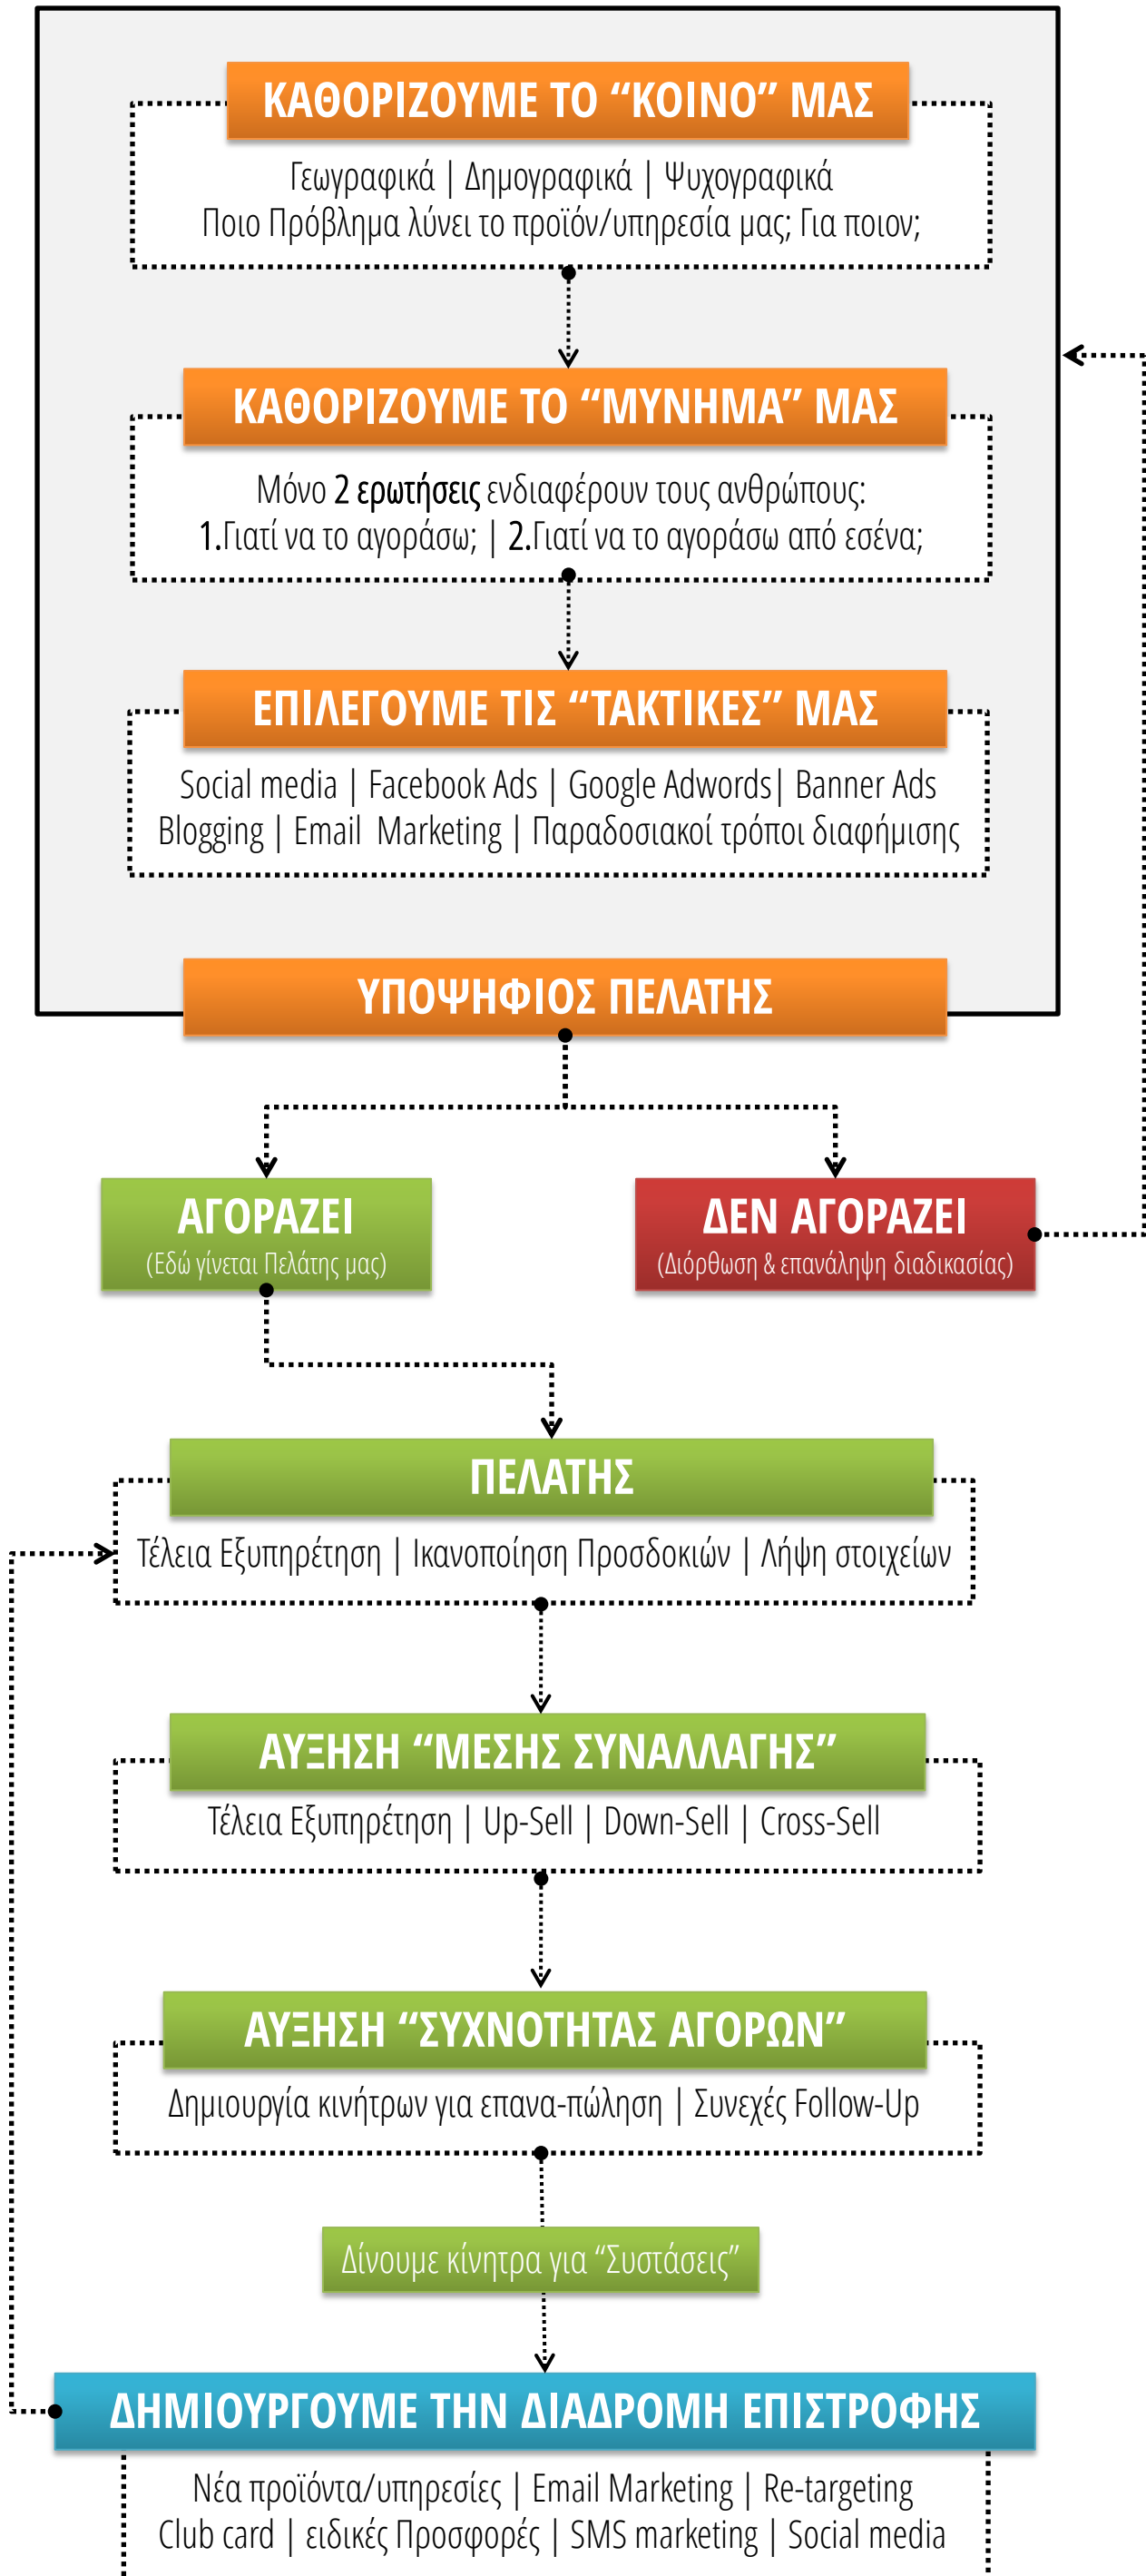 ΚΑΘΟΡΙΖΟΥΜΕ ΤΟ “ΚΟΙΝΟ” ΜΑΣ
Γεωγραφικά | Δημογραφικά | Ψυχογραφικά
Ποιο Πρόβλημα λύνει το προϊόν/υπηρεσία μας; Για ποιον;
ΚΑΘΟΡΙΖΟΥΜΕ ΤΟ “ΜΥΝΗΜΑ” ΜΑΣ
Μόνο 2 ερωτήσεις ενδιαφέρουν τους ανθρώπους:
1.Γιατί να το αγοράσω; | 2.Γιατί να το αγοράσω από εσένα;
ΕΠΙΛΕΓΟΥΜΕ ΤΙΣ “ΤΑΚΤΙΚΕΣ” ΜΑΣ
Social media | Facebook Ads | Google Adwords| Banner Ads
Blogging | Email Marketing | Παραδοσιακοί τρόποι διαφήμισης
ΥΠΟΨΗΦΙΟΣ ΠΕΛΑΤΗΣ
ΑΓΟΡΑΖΕΙ
(Εδώ γίνεται Πελάτης μας)
ΔΕΝ ΑΓΟΡΑΖΕΙ
(Διόρθωση & επανάληψη διαδικασίας)
ΠΕΛΑΤΗΣ
Τέλεια Εξυπηρέτηση | Ικανοποίηση Προσδοκιών | Λήψη στοιχείων
ΑΥΞΗΣΗ “ΜΕΣΗΣ ΣΥΝΑΛΛΑΓΗΣ”
Τέλεια Εξυπηρέτηση | Up-Sell | Down-Sell | Cross-Sell
ΑΥΞΗΣΗ “ΣΥΧΝΟΤΗΤΑΣ ΑΓΟΡΩΝ”
Δημιουργία κινήτρων για επανα-πώληση | Συνεχές Follow-Up
Δίνουμε κίνητρα για “Συστάσεις”
ΔΗΜΙΟΥΡΓΟΥΜΕ ΤΗΝ ΔΙΑΔΡΟΜΗ ΕΠΙΣΤΡΟΦΗΣ
Νέα προϊόντα/υπηρεσίες | Email Marketing | Re-targeting
Club card | ειδικές Προσφορές | SMS marketing | Social media